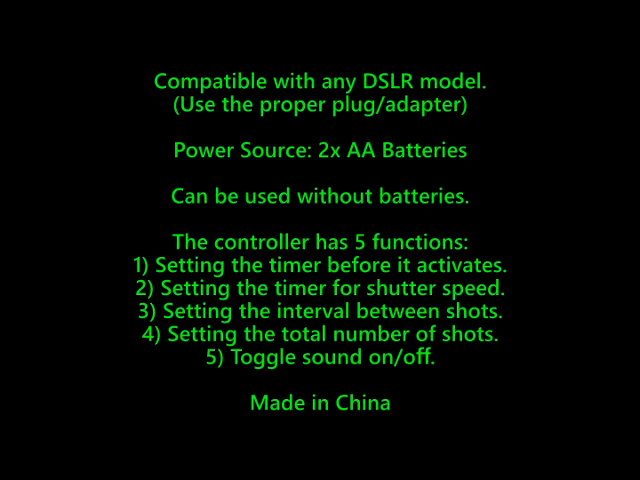 Compatible with any DSLR model.
(Use the proper plug/adapter)
Power Source: 2x AA Batteries
Can be used without batteries.
The controller has 5 functions:
1) Setting the timer before it activates.
2) Setting the timer for shutter speed.
3) Setting the interval between shots.
4) Setting the total number of shots.
5) Toggle sound on/off.
Made in China